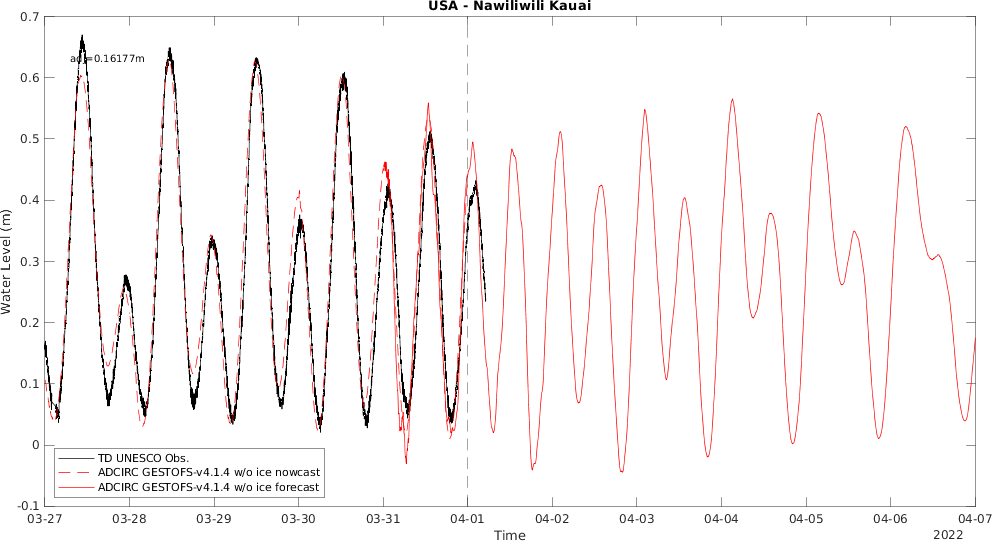 USA - Nawiliwili Kauai
0.7
0.6
0.5
0.4
0.3
0.2
0.1
0
-0.1
Water Level (m)
=0.16177m
TD UNESCO Obs.
ADCIRC GESTOFS-v4.1.4 w/o ice nowcast
ADCIRC GESTOFS-v4.1.4 w/o ice forecast
03-27 03-28 03-29 03-30 03-31 04-01 04-02 04-03 04-04 04-05 04-06 04-07
Time
2022